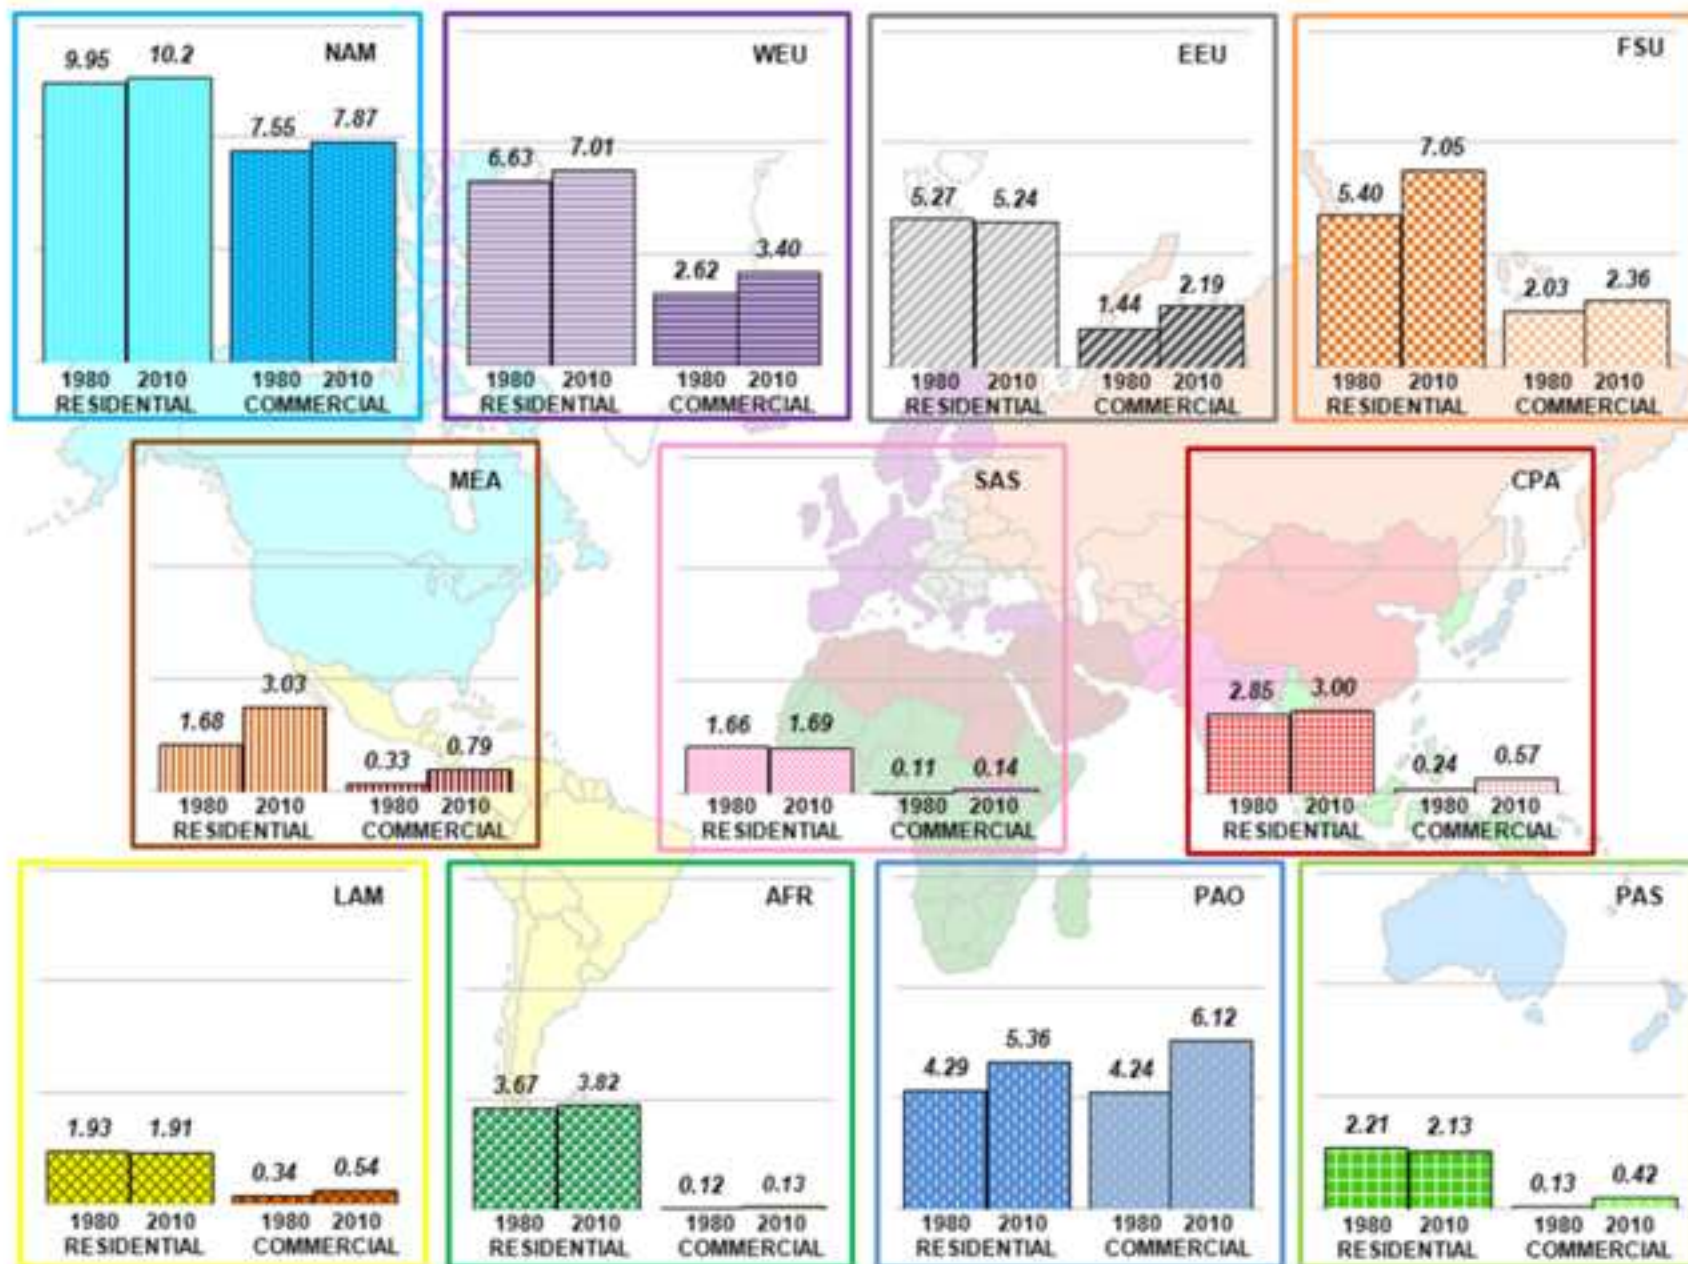 NAM
9.95 10.2
7.55 7.87
1980 2010 1980 2010
RESIDENTIAL COMMERCIAL
WEU
6.63 7.01
2.62 3.40
1980 2010 1980 2010
RESIDENTIAL COMMERCIAL
EEU
5.27 5.24
1.44 2.19
1980 2010 1980 2010
RESIDENTIAL COMMERCIAL
FSU
5.40 7.05
2.03 2.36
1980 2010 1980 2010
RESIDENTIAL COMMERCIAL
MEA
1.68 3.03
0.33 0.79
1980 2010 1980 2010
RESIDENTIAL COMMERCIAL
SAS
1.66 1.69
0.11 0.14
1980 2010 1980 2010
RESIDENTIAL COMMERCIAL
CPA
2.85 3.00
0.24 0.57
1980 2010 1980 2010
RESIDENTIAL COMMERCIAL
LAM
1.93 1.91
0.34 0.54
1980 2010 1980 2010
RESIDENTIAL COMMERCIAL
AFR
3.67 3.82
0.12 0.13
1980 2010 1980 2010
RESIDENTIAL COMMERCIAL
PAO
4.29 5.36
4.24 6.12
1980 2010 1980 2010
RESIDENTIAL COMMERCIAL
PAS
2.21 2.13
0.13 0.42
1980 2010 1980 2010
RESIDENTIAL COMMERCIAL